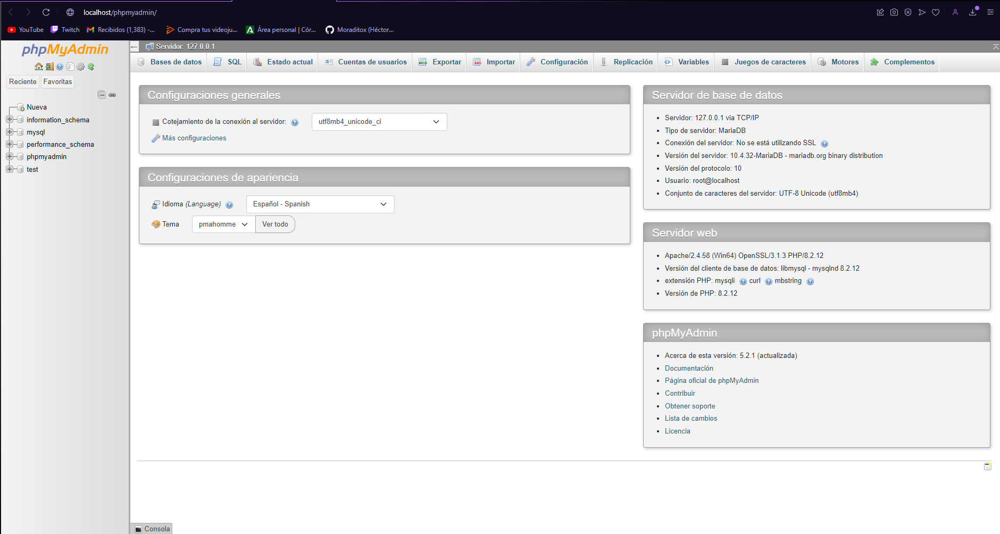 localhost/phpmyadmin/
YouTube Twitch Recibidos (1,383) -... Compra tus videoju... Área personal | Cór... Moraditox (Héctor...
phpMyAdmin
Reciente Favoritas
Nueva
information_schema
mysql
performance_schema
phpmyadmin
test
Servidor: 127.0.0.1
Bases de datos SQL Estado actual Cuentas de usuarios Exportar Importar Configuración Replicación Variables Juegos de caracteres Motores Complementos
Configuraciones generales
Cotejamiento de la conexión al servidor: utf8mb4_unicode_ci
Más configuraciones
Configuraciones de apariencia
Idioma (Language) Español - Spanish
Tema pmahomme Ver todo
Servidor de base de datos
Servidor: 127.0.0.1 via TCP/IP
Tipo de servidor: MariaDB
Conexión del servidor: No se está utilizando SSL
Versión del servidor: 10.4.32-MariaDB - mariadb.org binary distribution
Versión del protocolo: 10
Usuario: root@localhost
Conjunto de caracteres del servidor: UTF-8 Unicode (utf8mb4)
Servidor web
Apache/2.4.58 (Win64) OpenSSL/3.1.3 PHP/8.2.12
Versión del cliente de base de datos: libmysql - mysqlnd 8.2.12
extensión PHP: mysqli curl mbstring
Versión de PHP: 8.2.12
phpMyAdmin
Acerca de esta versión: 5.2.1 (actualizada)
Documentación
Página oficial de phpMyAdmin
Contribuir
Obtener soporte
Lista de cambios
Licencia
Consola